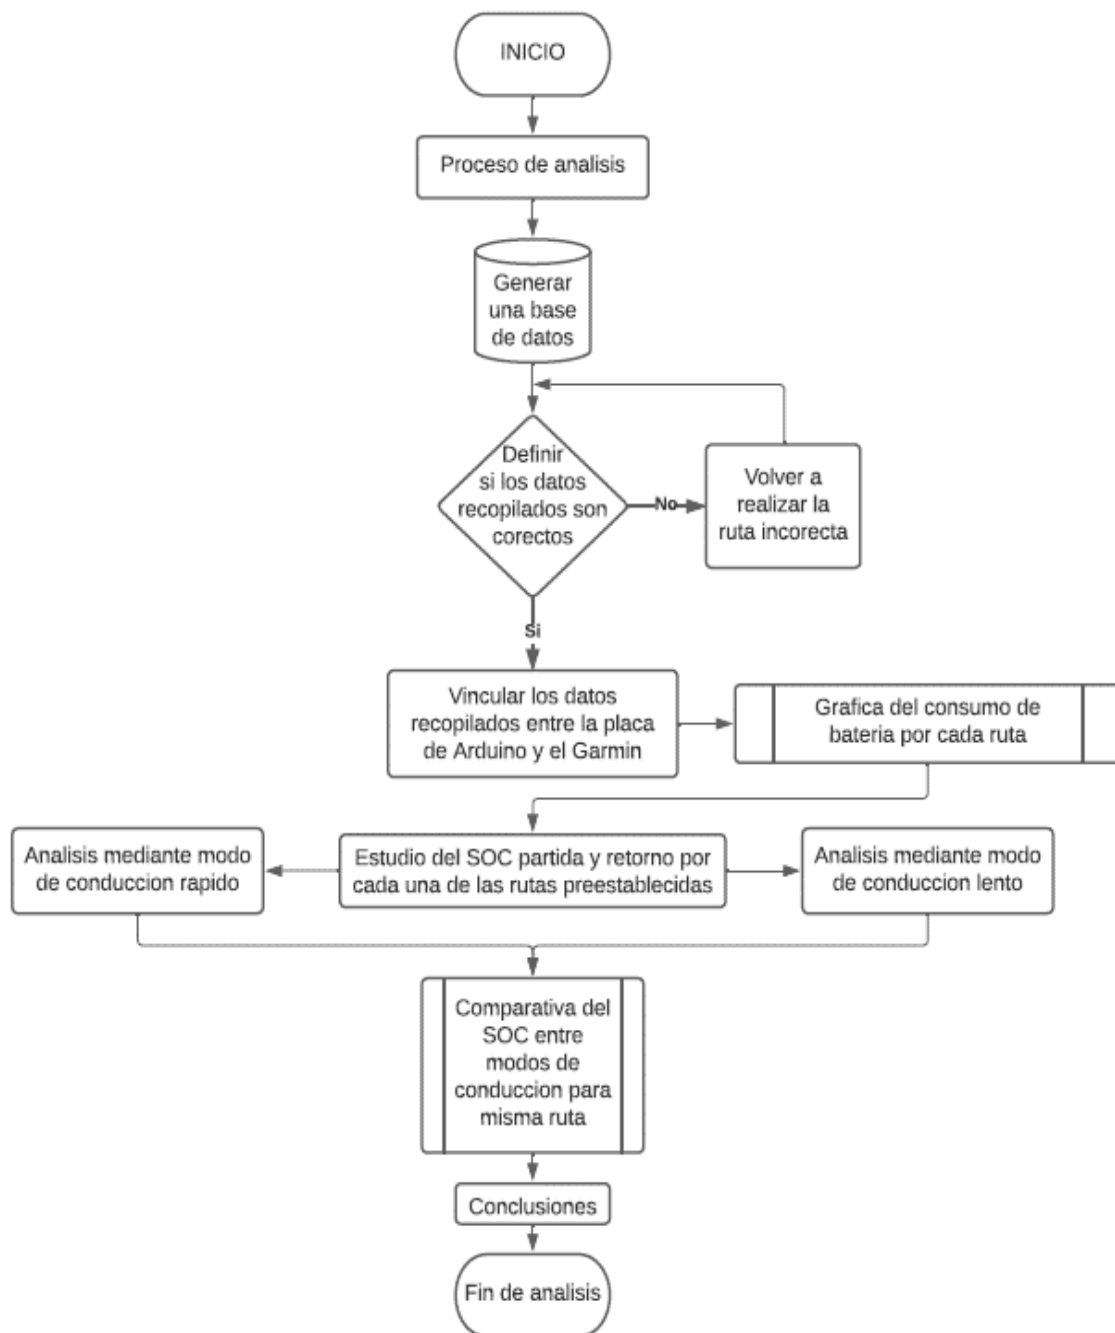 INICIO
Proceso de analisis
Generar
una base
de datos
Definir
si los datos
recopilados son
corectos
No
Volver a
realizar la
ruta incorecta
Si
Vincular los datos
recopilados entre la placa
de Arduino y el Garmin
Grafica del consumo de
bateria por cada ruta
Analisis mediante modo
de conduccion rapido
Estudio del SOC partida y retorno por
cada una de las rutas preestablecidas
Analisis mediante modo
de conduccion lento
Comparativa del
SOC entre
modos de
conduccion para
misma ruta
Conclusiones
Fin de analisis